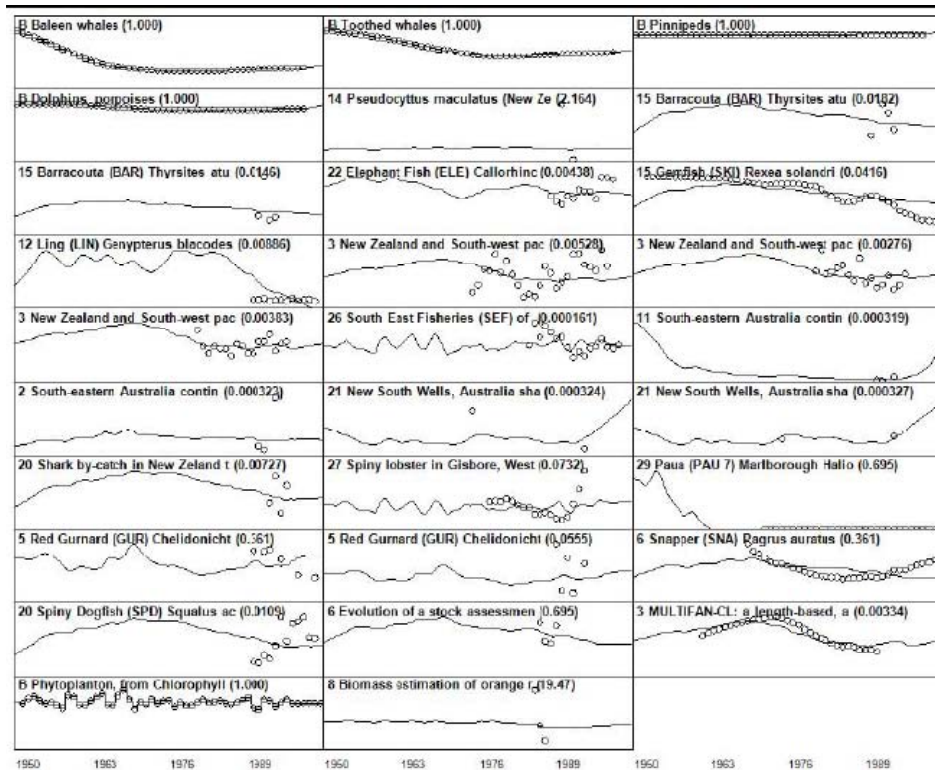 B Baleen whales (1.000)
B Toothed whales (1.000)
B Pinnipeds (1.000)
B Dolphins, porpoises (1.000)
14 Pseudocyttus maculatus (New Ze (2.164)
15 Barracouta (BAR) Thyrsites atu (0.0182)
15 Barracouta (BAR) Thyrsites atu (0.0146)
22 Elephant Fish (ELE) Callorhinc (0.00438)
15 Gemfish (SKI) Rexea solandri (0.0416)
12 Ling (LIN) Genypterus blacodes (0.00886)
3 New Zealand and South-west pac (0.00528)
3 New Zealand and South-west pac (0.00276)
3 New Zealand and South-west pac (0.00383)
26 South East Fisheries (SEF) of (0.000161)
11 South-eastern Australia contin (0.000319)
2 South-eastern Australia contin (0.000323)
21 New South Wells, Australia sha (0.000324)
21 New South Wells, Australia sha (0.000327)
20 Shark by-catch in New Zeland t (0.00727)
27 Spiny lobster in Gisbore, West (0.0732)
29 Paua (PAU 7) Marlborough Halio (0.695)
5 Red Gurnard (GUR) Chelidonicht (0.361)
5 Red Gurnard (GUR) Chelidonicht (0.0555)
6 Snapper (SNA) Pagrus auratus (0.361)
20 Spiny Dogfish (SPD) Squalus ac (0.0109)
6 Evolution of a stock assessmen (0.695)
3 MULTIFAN-CL: a length-based, a (0.00334)
B Phytoplanton, from Chlorophyll (1.000)
8 Biomass estimation of orange r (19.47)
1950 1963 1976 1989 1950 1963 1976 1989 1950 1963 1976 1989